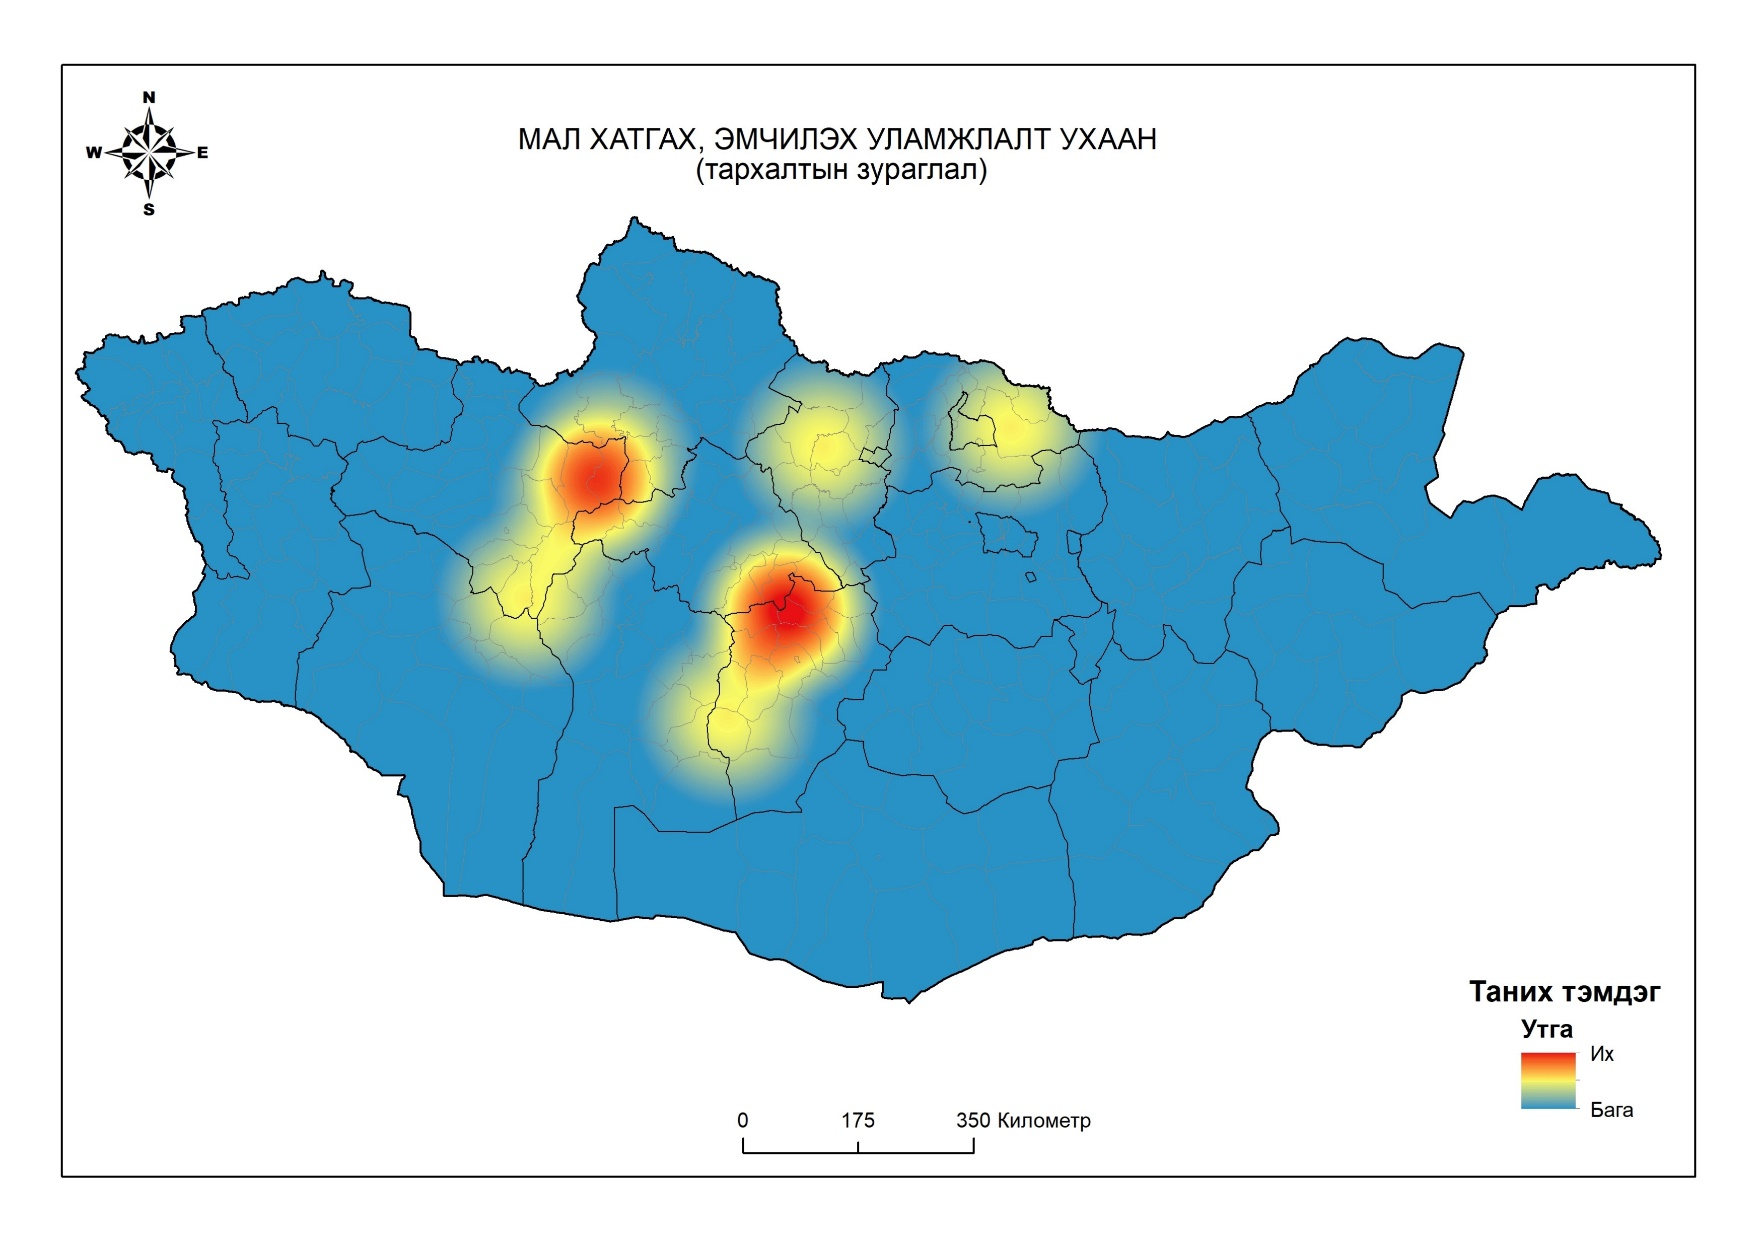 N
W
E
S
МАЛ ХАТГАХ, ЭМЧИЛЭХ УЛАМЖЛАЛТ УХААН
(тархалтын зураглал)
Таних тэмдэг
Утга
Их
Бага
0 175 350 Километр